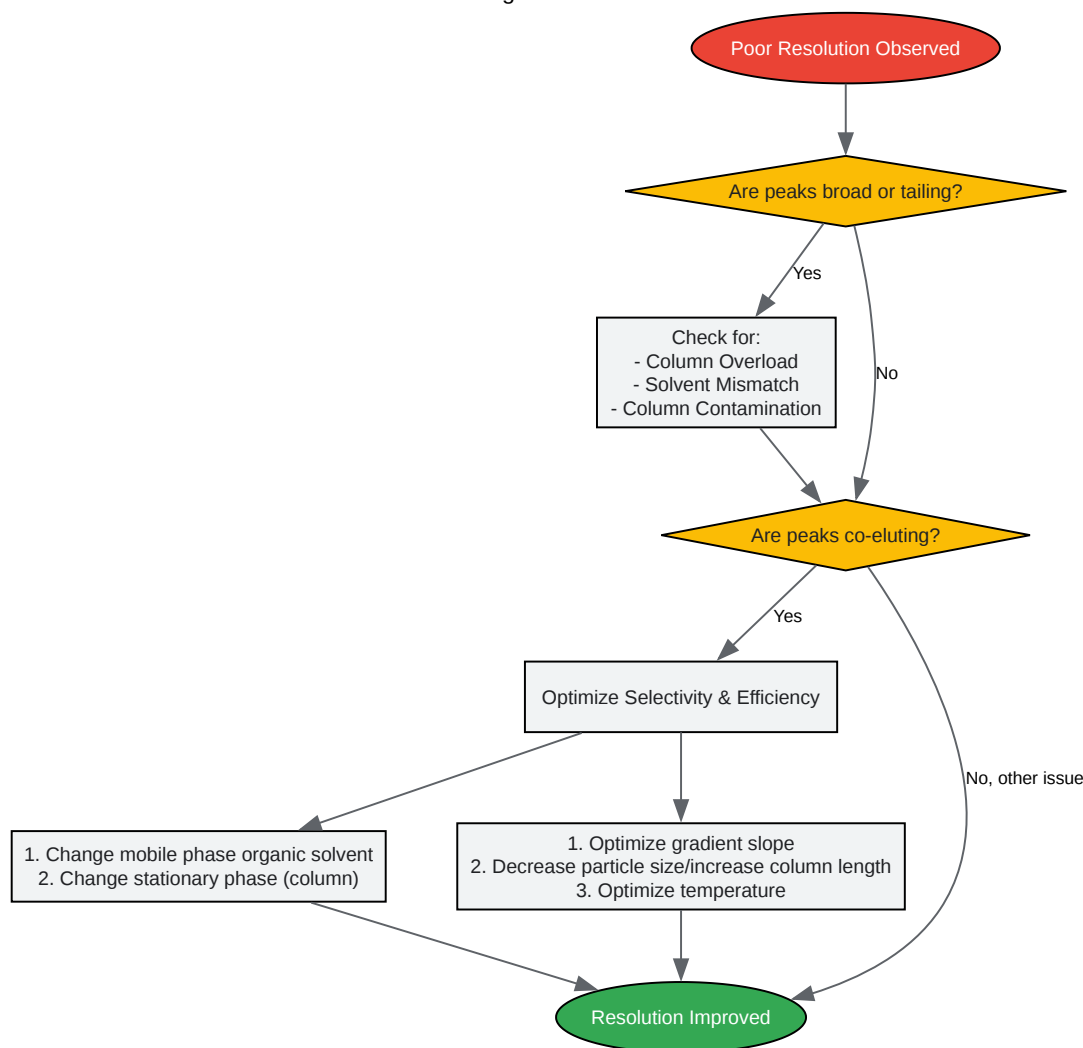 Poor Resolution Observed
Are peaks broad or tailing?
Yes
Check for:
- Column Overload
- Solvent Mismatch
- Column Contamination
No
Are peaks co-eluting?
Yes
Optimize Selectivity & Efficiency
No, other issue
1. Change mobile phase organic solvent
2. Change stationary phase (column)
1. Optimize gradient slope
2. Decrease particle size/increase column length
3. Optimize temperature
Resolution Improved